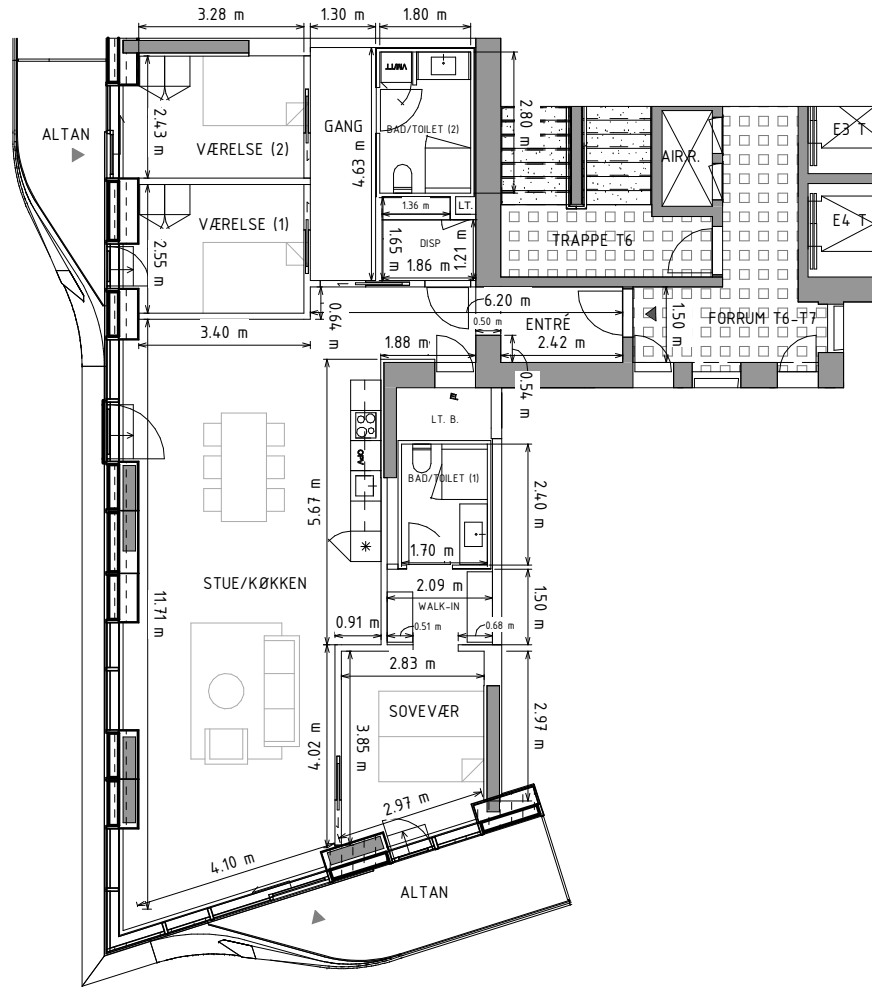 3.28 m
1.30 m
1.80 m
VM/TT
ALTAN
2.43 m
GANG
BAD/TOILET (2)
2.80 m
VÆRELSE (2)
4.63 m
AIR.R.
E3 T
1.36 m
LT.
VÆRELSE (1)
2.55 m
1.65 m
DISP
1.21 m
1.86 m
TRAPPE T6
E4 T
6.20 m
0.64 m
0.50 m
ENTRÉ
1.50 m
FORRUM T6-T7
3.40 m
1.88 m
2.42 m
0.54 m
EL
LT. B.
OPV
BAD/TOILET (1)
2.40 m
5.67 m
1.70 m
STUE/KØKKEN
11.71 m
2.09 m
WALK-IN
1.50 m
0.91 m
0.51 m
0.68 m
2.83 m
SOVEVÆR
4.02 m
3.85 m
2.97 m
2.97 m
4.10 m
ALTAN